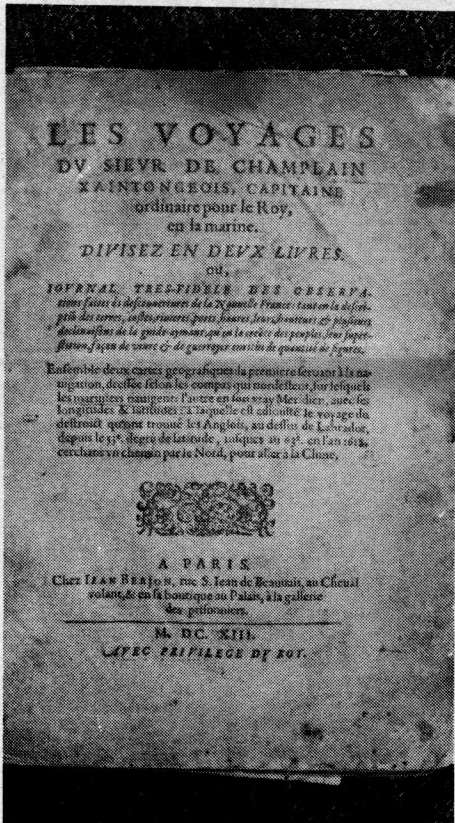 LES VOYAGES
DV SIEVR DE CHAMPLAIN
XAINTONGEOIS, CAPITAINE
ordinaire pour le Roy,
en la marine.
DIVISEZ EN DEVX LIVRES.
ou,
IOVRNAL TRES-FIDELE DES OBSERVA-
tions faites és descouuertures de la Nouuelle France: tant en la descri-
ptiō des terres, costes, riuieres, ports, haures, leurs hauteurs, & plusieurs
declinaisons de la guide-aymant; qu'en la creāce des peuples, leur super-
stition, façon de viure & de guerroyer: enrichi de quantité de figures.
Ensemble deux cartes geografiques: la premiere seruant à la na-
uigation, dressée selon les compas qui nordestent, sur lesquels
les mariniers nauigent: l'autre en son vray Meridien, auec ses
longitudes & latitudes: à laquelle est adiousté le voyage du
destroict qu'ont trouué les Anglois, au dessus de Labrador,
depuis le 53ᵉ. degré de latitude, iusques au 63ᵉ. en l'an 1612.
cerchans vn chemin par le Nord, pour aller à la Chine.
A PARIS.
Chez IEAN BERJON, rue S. Iean de Beauuais, au Cheual
volant, & en sa boutique au Palais, à la gallerie
des prisonniers.
M. DC. XIII.
AVEC PRIVILEGE DV ROY.